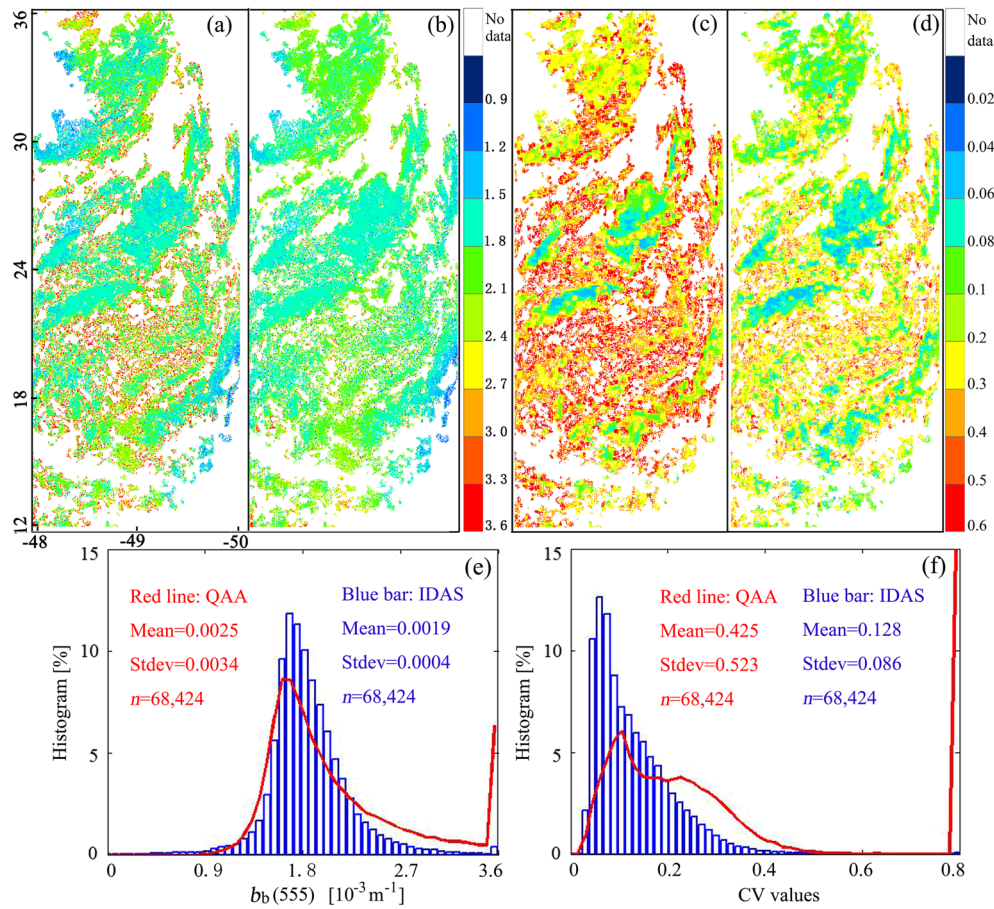 36
30
24
18
12
-48
-49
-50
(a)
(b)
No
data
0.9
1.2
1.5
1.8
2.1
2.4
2.7
3
3.3
3.6
(c)
(d)
No
data
0.02
0.04
0.06
0.08
0.1
0.2
0.3
0.4
0.5
0.6
(e)
15
10
5
0
Histogram [%]
Red line: QAA
Mean=0.0025
Stdev=0.0034
n=68,424
Blue bar: IDAS
Mean=0.0019
Stdev=0.0004
n=68,424
0
0.9
1.8
2.7
3.6
b_b(555) [10⁻³ m⁻¹]
(f)
15
10
5
0
Histogram [%]
Red line: QAA
Mean=0.425
Stdev=0.523
n=68,424
Blue bar: IDAS
Mean=0.128
Stdev=0.086
n=68,424
0
0.2
0.4
0.6
0.8
CV values